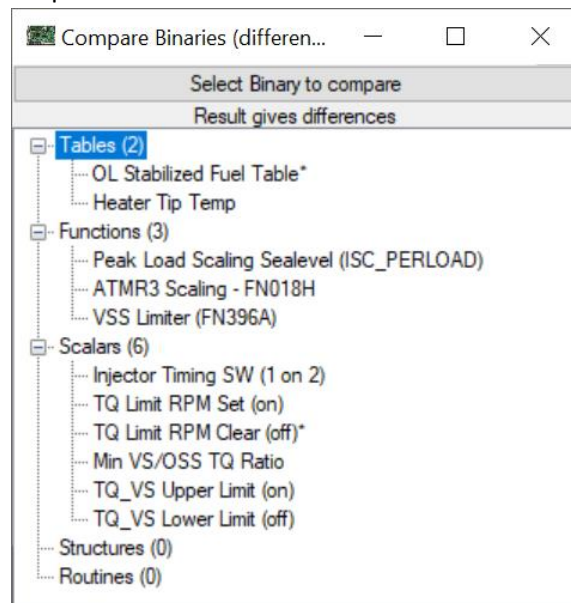 Compare Binaries (differen...
Select Binary to compare
Result gives differences
Tables (2)
OL Stabilized Fuel Table*
Heater Tip Temp
Functions (3)
Peak Load Scaling Sealevel (ISC_PERLOAD)
ATMR3 Scaling - FN018H
VSS Limiter (FN396A)
Scalars (6)
Injector Timing SW (1 on 2)
TQ Limit RPM Set (on)
TQ Limit RPM Clear (off)*
Min VS/OSS TQ Ratio
TQ_VS Upper Limit (on)
TQ_VS Lower Limit (off)
Structures (0)
Routines (0)